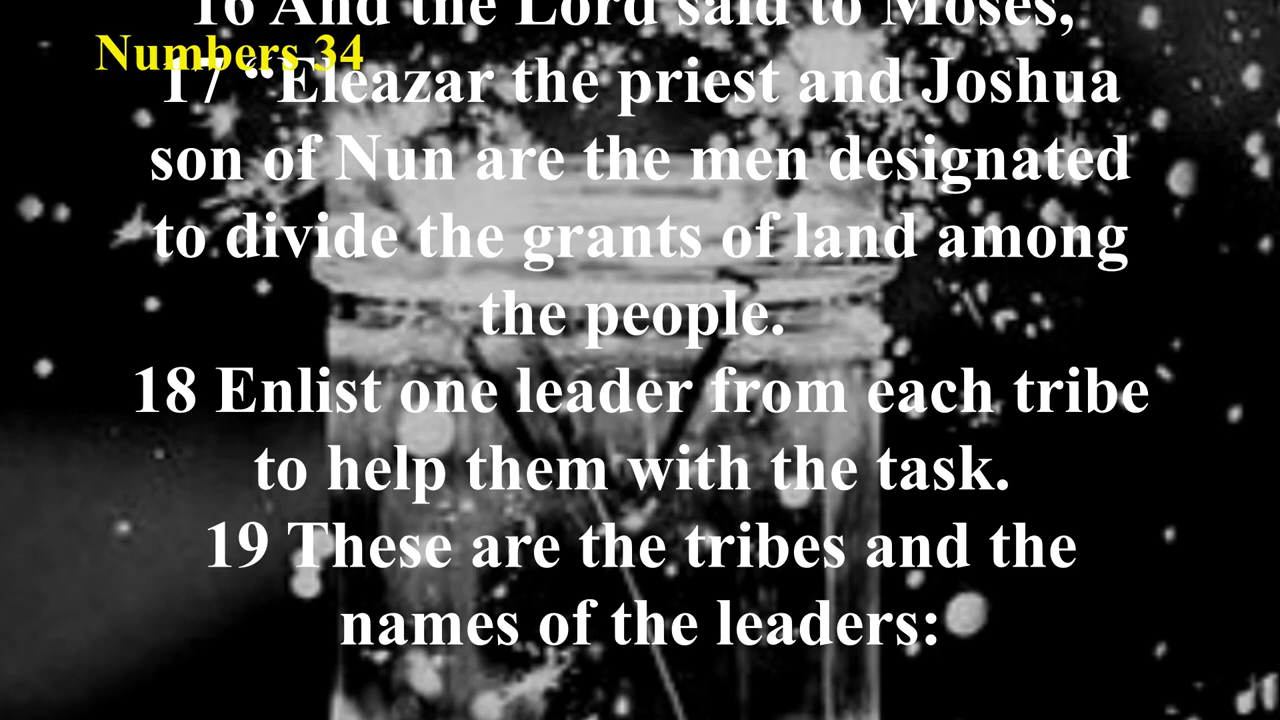 16 And the Lord said to Moses,
Numbers 34
17 “Eleazar the priest and Joshua
son of Nun are the men designated
to divide the grants of land among
the people.
18 Enlist one leader from each tribe
to help them with the task.
19 These are the tribes and the
names of the leaders: